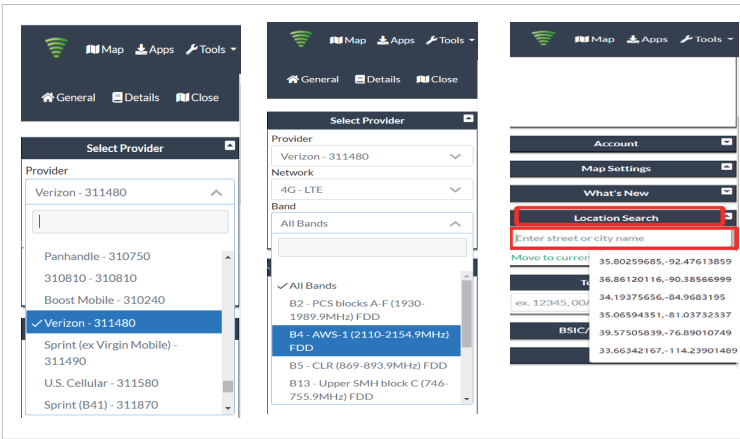 Map Apps Tools
General Details Close
Select Provider
Provider
Verizon - 311480
Panhandle - 310750
310810 - 310810
Boost Mobile - 310240
Verizon - 311480
Sprint (ex Virgin Mobile) -
311490
U.S. Cellular - 311580
Sprint (B41) - 311870
Map Apps Tools
General Details Close
Select Provider
Provider
Verizon - 311480
Network
4G - LTE
Band
All Bands
All Bands
B2 - PCS blocks A-F (1930-
1989.9MHz) FDD
B4 - AWS-1 (2110-2154.9MHz)
FDD
B5 - CLR (869-893.9MHz) FDD
B13 - Upper SMH block C (746-
755.9MHz) FDD
Map Apps Tools
Account
Map Settings
What's New
Location Search
Enter street or city name
Move to curren
35.80259685,-92.47613859
36.86120116,-90.38566999
ex. 12345, 00/
34.19375656,-84.9683195
35.06594351,-81.03732337
BSIC/
39.57505839,-76.89010749
33.66342167,-114.23901489